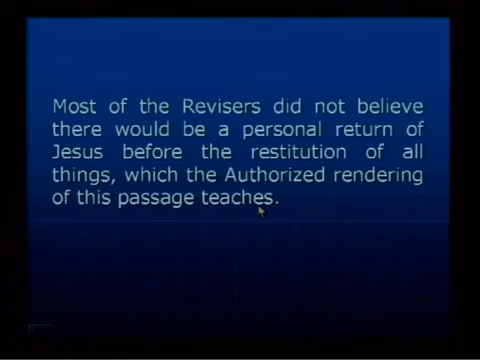 Most of the Revisers did not believe
there would be a personal return of
Jesus before the restitution of all
things, which the Authorized rendering
of this passage teaches.